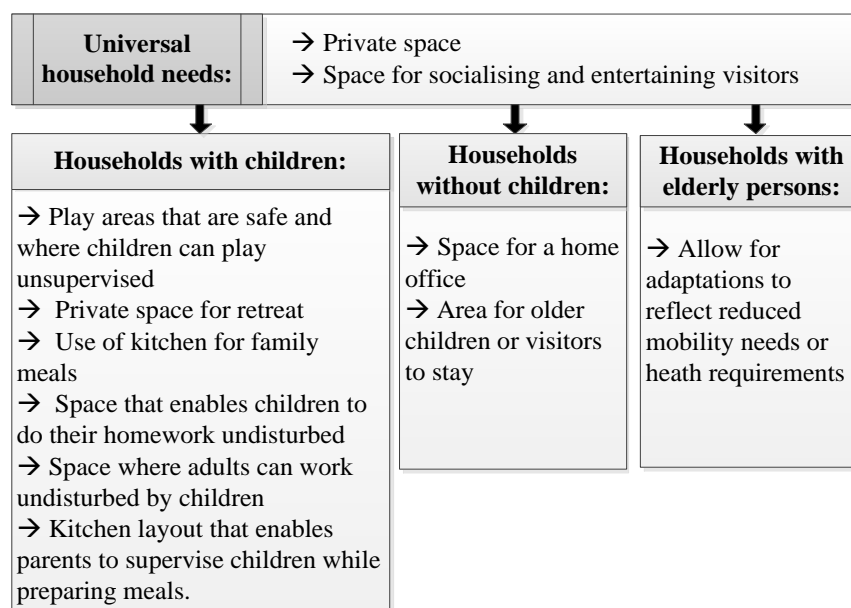 Universal
household needs:
→ Private space
→ Space for socialising and entertaining visitors
Households with children:
→ Play areas that are safe and
where children can play
unsupervised
→ Private space for retreat
→ Use of kitchen for family
meals
→ Space that enables children to
do their homework undisturbed
→ Space where adults can work
undisturbed by children
→ Kitchen layout that enables
parents to supervise children while
preparing meals.
Households
without children:
→ Space for a home
office
→ Area for older
children or visitors
to stay
Households with
elderly persons:
→ Allow for
adaptations to
reflect reduced
mobility needs or
heath requirements